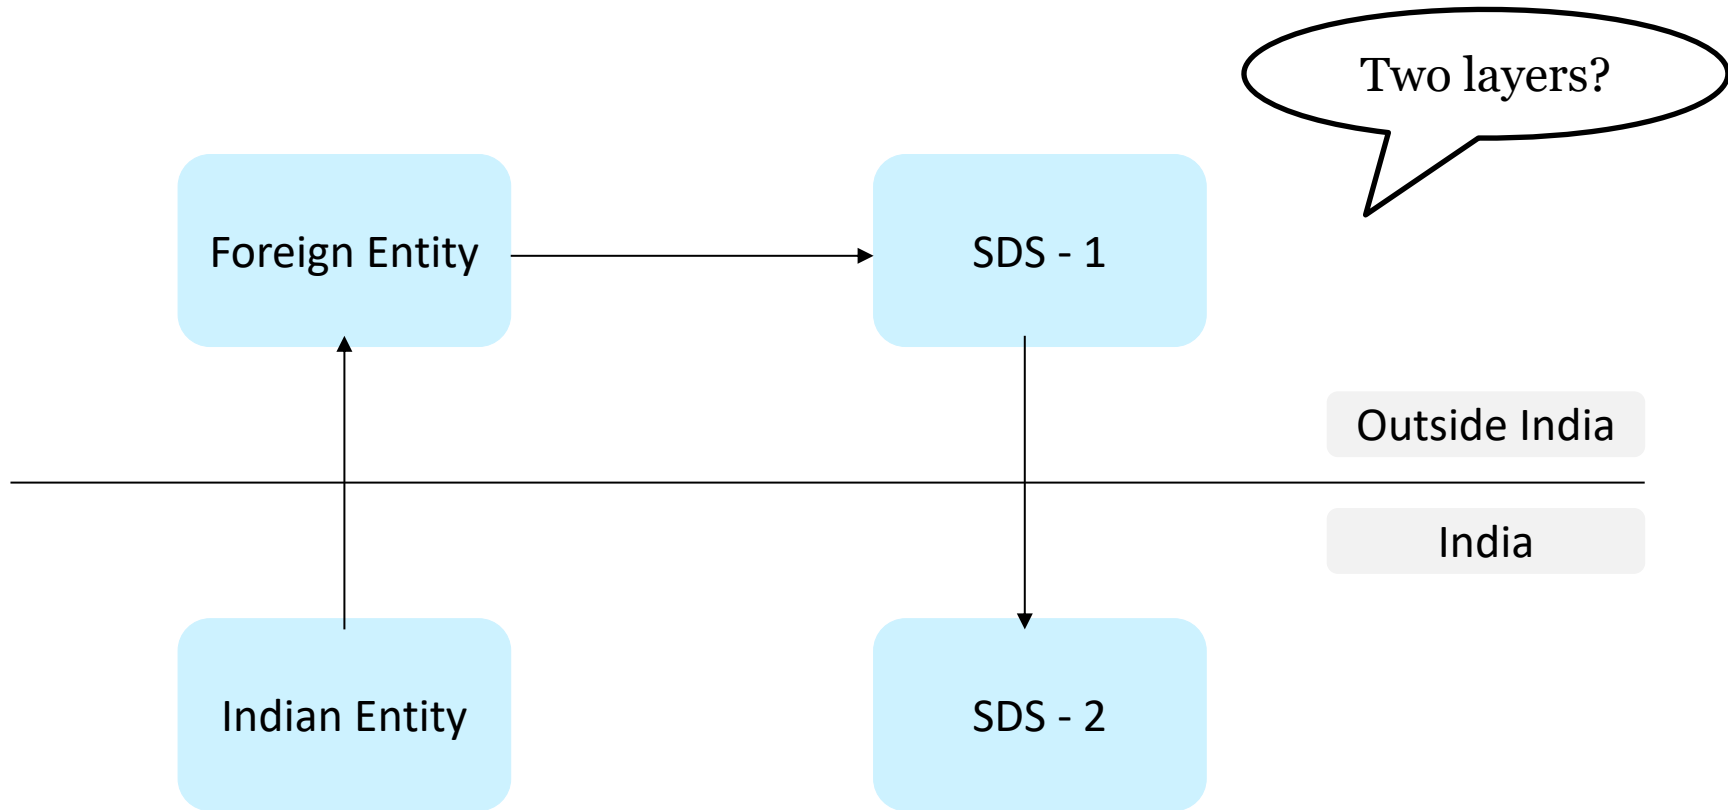 Two layers?
Foreign Entity
SDS - 1
Outside India
India
Indian Entity
SDS - 2